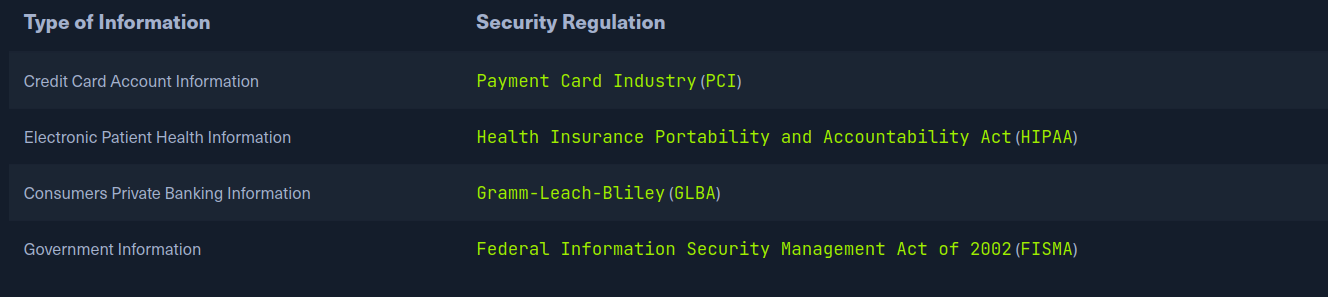 Type of Information Security Regulation
Credit Card Account Information Payment Card Industry (PCI)
Electronic Patient Health Information Health Insurance Portability and Accountability Act (HIPAA)
Consumers Private Banking Information Gramm-Leach-Bliley (GLBA)
Government Information Federal Information Security Management Act of 2002 (FISMA)